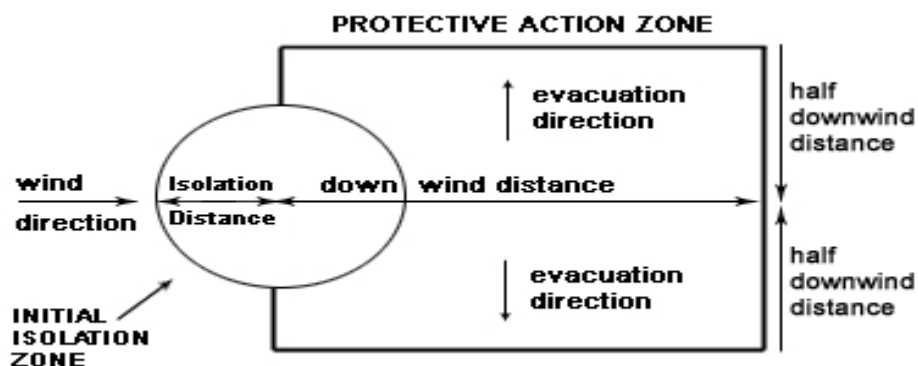 PROTECTIVE ACTION ZONE
evacuation
direction
half
downwind
distance
wind
direction
Isolation
Distance
down wind distance
evacuation
direction
half
downwind
distance
INITIAL
ISOLATION
ZONE